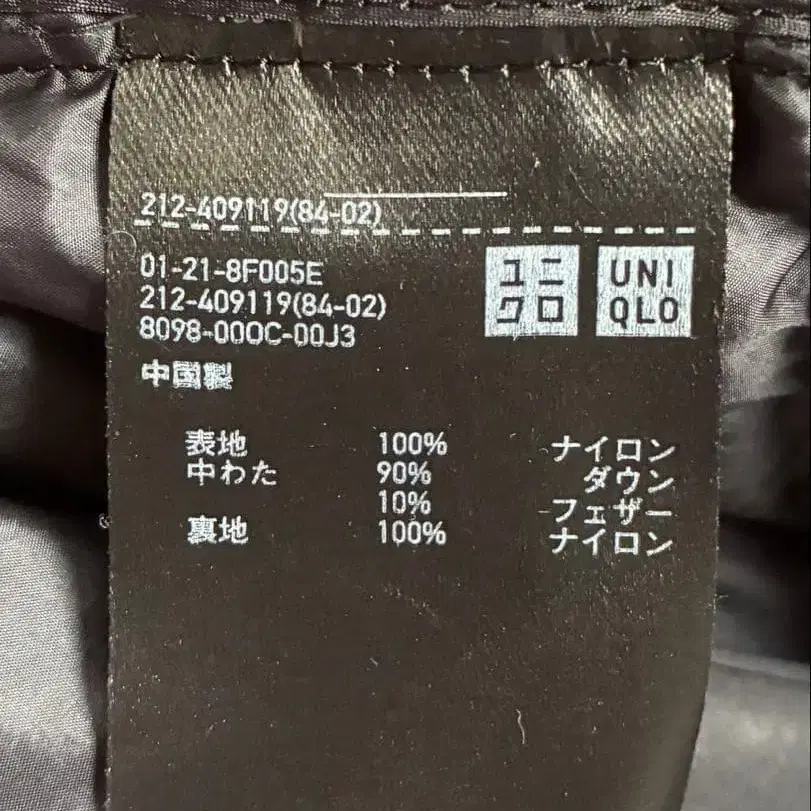 212-409119(84-02)
01-21-8F005E
212-409119(84-02)
8098-000C-00J3
ユニ
クロ
UNI
QLO
中国製
表地 100% ナイロン
中わた 90% ダウン
10% フェザー
裏地 100% ナイロン